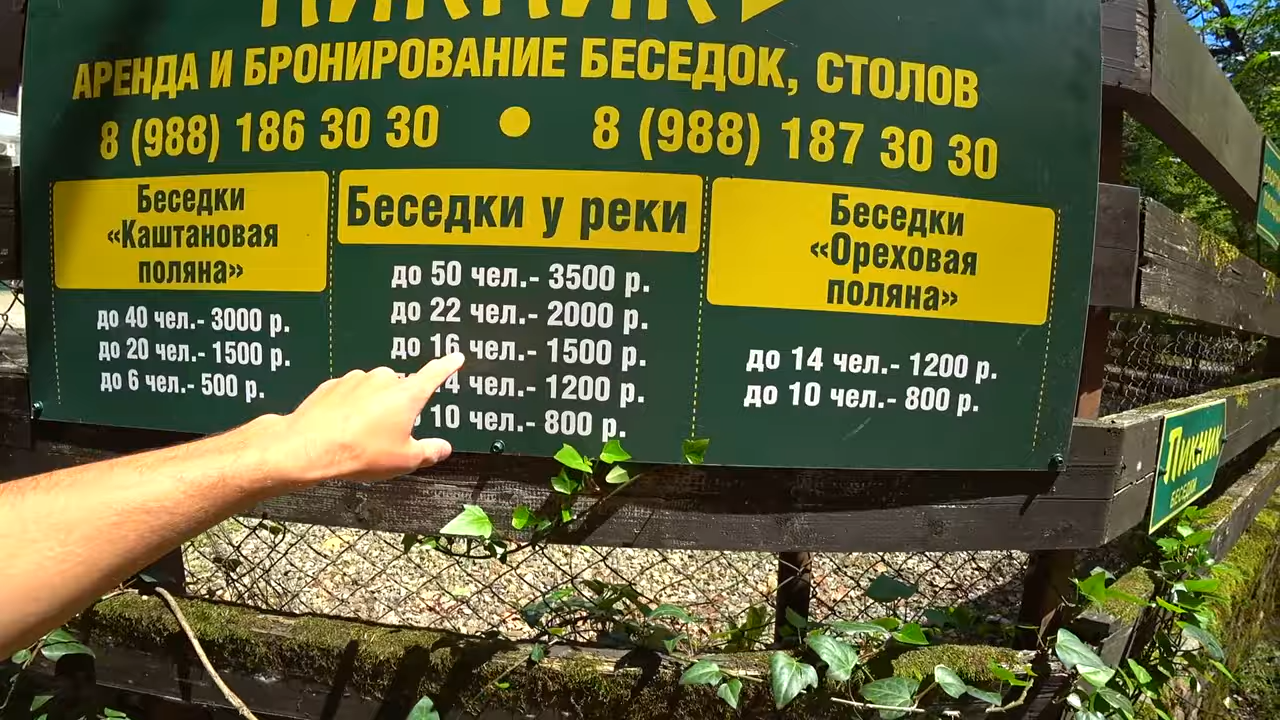 ПИКНИК
АРЕНДА И БРОНИРОВАНИЕ БЕСЕДОК, СТОЛОВ
8 (988) 186 30 30 • 8 (988) 187 30 30
Беседки
«Каштановая
поляна»
до 40 чел.- 3000 р.
до 20 чел.- 1500 р.
до 6 чел.- 500 р.
Беседки у реки
до 50 чел.- 3500 р.
до 22 чел.- 2000 р.
до 16 чел.- 1500 р.
14 чел.- 1200 р.
10 чел.- 800 р.
Беседки
«Ореховая
поляна»
до 14 чел.- 1200 р.
до 10 чел.- 800 р.
Пикник
БЕСЕДКИ